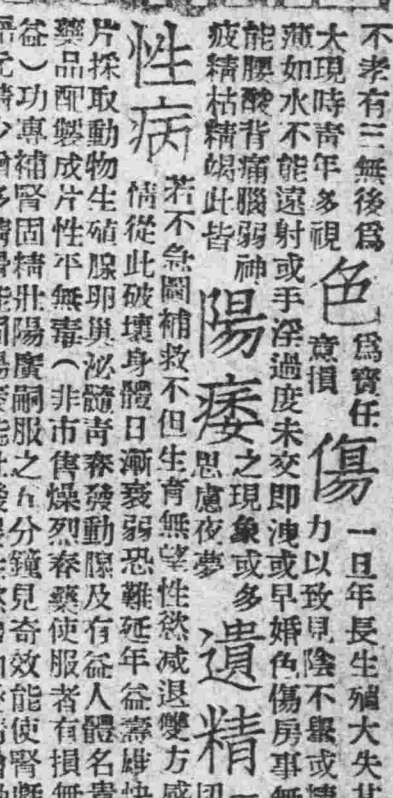 不孝有三無後爲
大現時青年多視
色
爲寶任
意損
傷
一旦年長生殖大失其
力以致見陰不舉或精
薄如水不能遠射或手淫過度未交即洩或早婚色傷房事無
能腰酸背痛腦弱神
疲精枯精竭此皆
陽痿
之現象或多
思慮夜夢
遺精
一
切
性病
若不急圖補救不但生育無望性慾减退雙方感
情從此破壞身體日漸衰弱恐難延年益壽雄快
片採取動物生殖腺卵巢泌髓青春發動腺及有益人體名貴
藥品配製成片性平無毒（非市售燥烈春藥使服者有損無
益）功專補腎固精壯陽廣嗣服之五分鐘見奇效能使腎